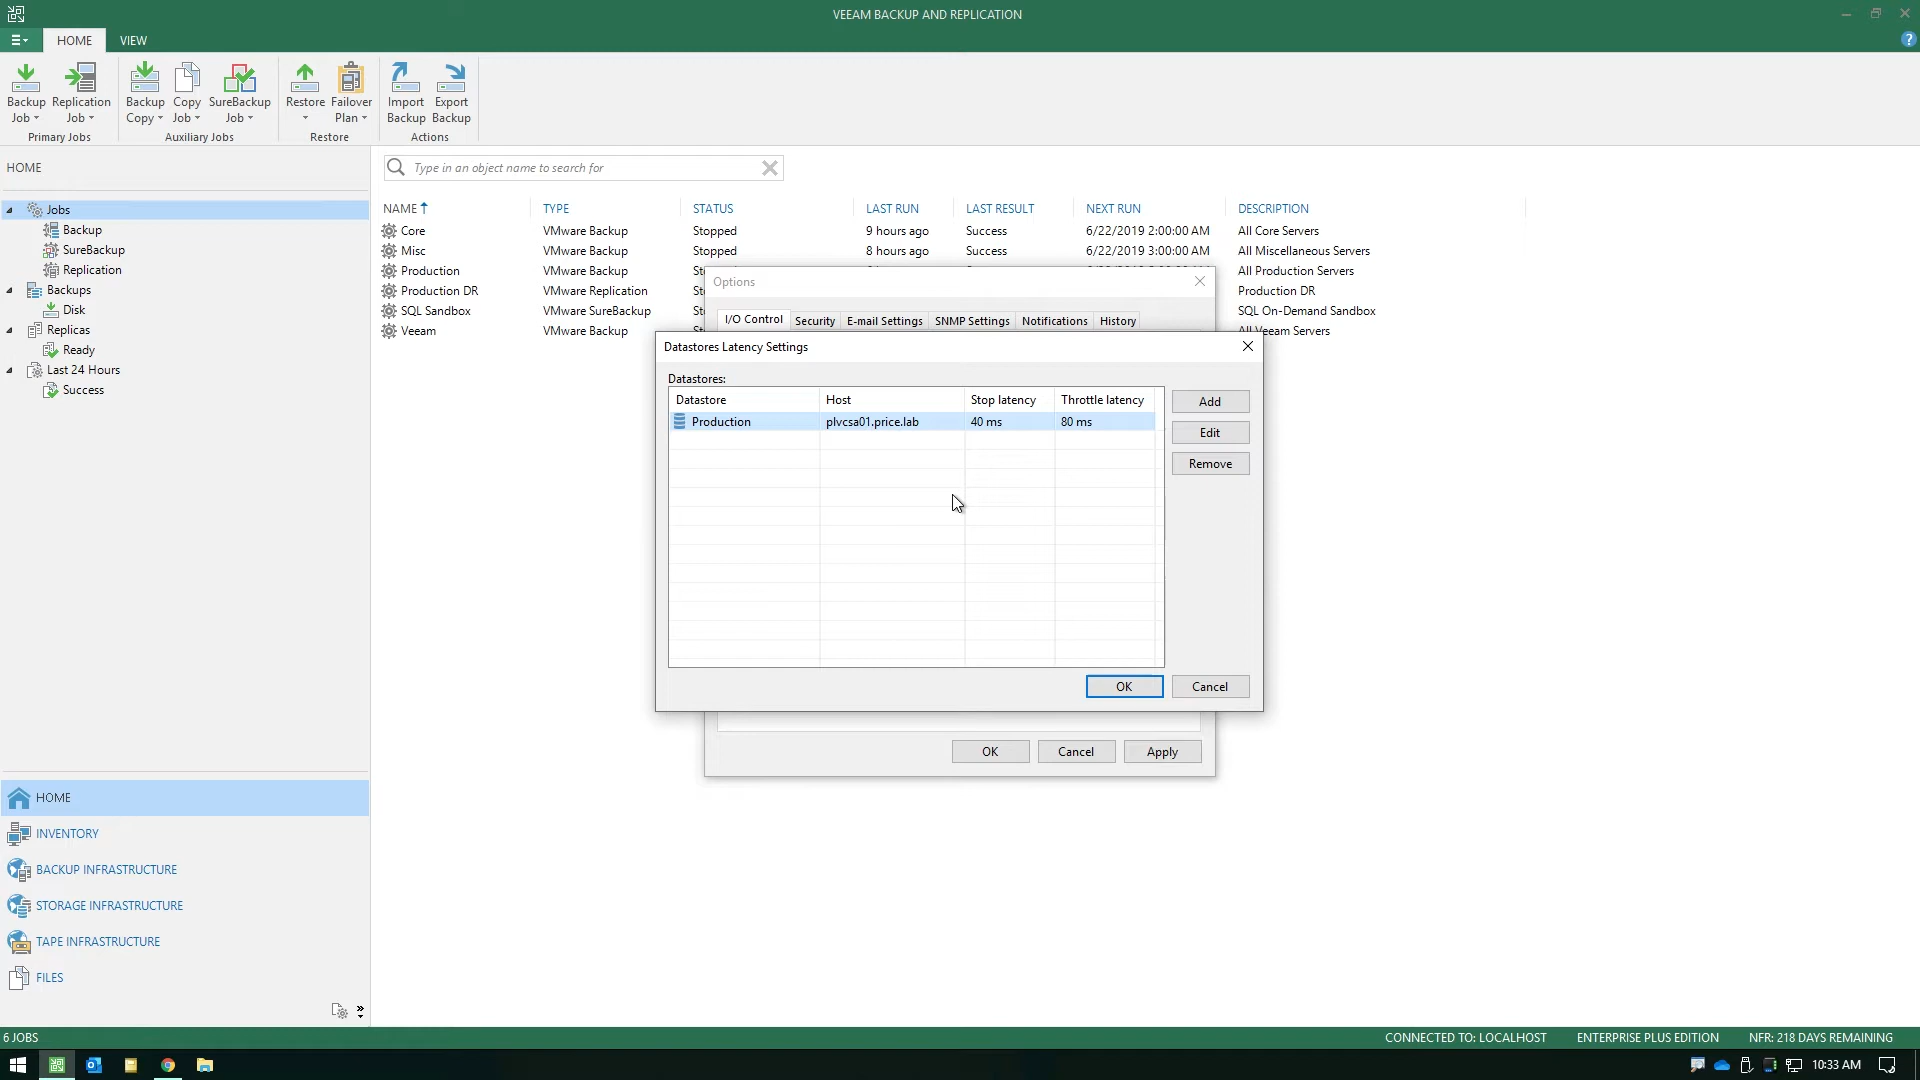 VEEAM BACKUP AND REPLICATION
HOME VIEW
Backup Job Replication Job Backup Copy Copy Job SureBackup Job Restore Failover Plan Import Backup Export Backup
Primary Jobs Auxiliary Jobs Restore Actions
HOME
Type in an object name to search for
Jobs
Backup
SureBackup
Replication
Backups
Disk
Replicas
Ready
Last 24 Hours
Success
NAME TYPE STATUS LAST RUN LAST RESULT NEXT RUN DESCRIPTION
Core VMware Backup Stopped 9 hours ago Success 6/22/2019 2:00:00 AM All Core Servers
Misc VMware Backup Stopped 8 hours ago Success 6/22/2019 3:00:00 AM All Miscellaneous Servers
Production VMware Backup All Production Servers
Production DR VMware Replication Production DR
SQL Sandbox VMware SureBackup SQL On-Demand Sandbox
Veeam VMware Backup All Veeam Servers
Options
I/O Control Security E-mail Settings SNMP Settings Notifications History
Datastores Latency Settings
Datastores:
Datastore Host Stop latency Throttle latency
Production plvcsa01.price.lab 40 ms 80 ms
Add
Edit
Remove
OK Cancel
OK Cancel Apply
HOME
INVENTORY
BACKUP INFRASTRUCTURE
STORAGE INFRASTRUCTURE
TAPE INFRASTRUCTURE
FILES
6 JOBS CONNECTED TO: LOCALHOST ENTERPRISE PLUS EDITION NFR: 218 DAYS REMAINING
10:33 AM